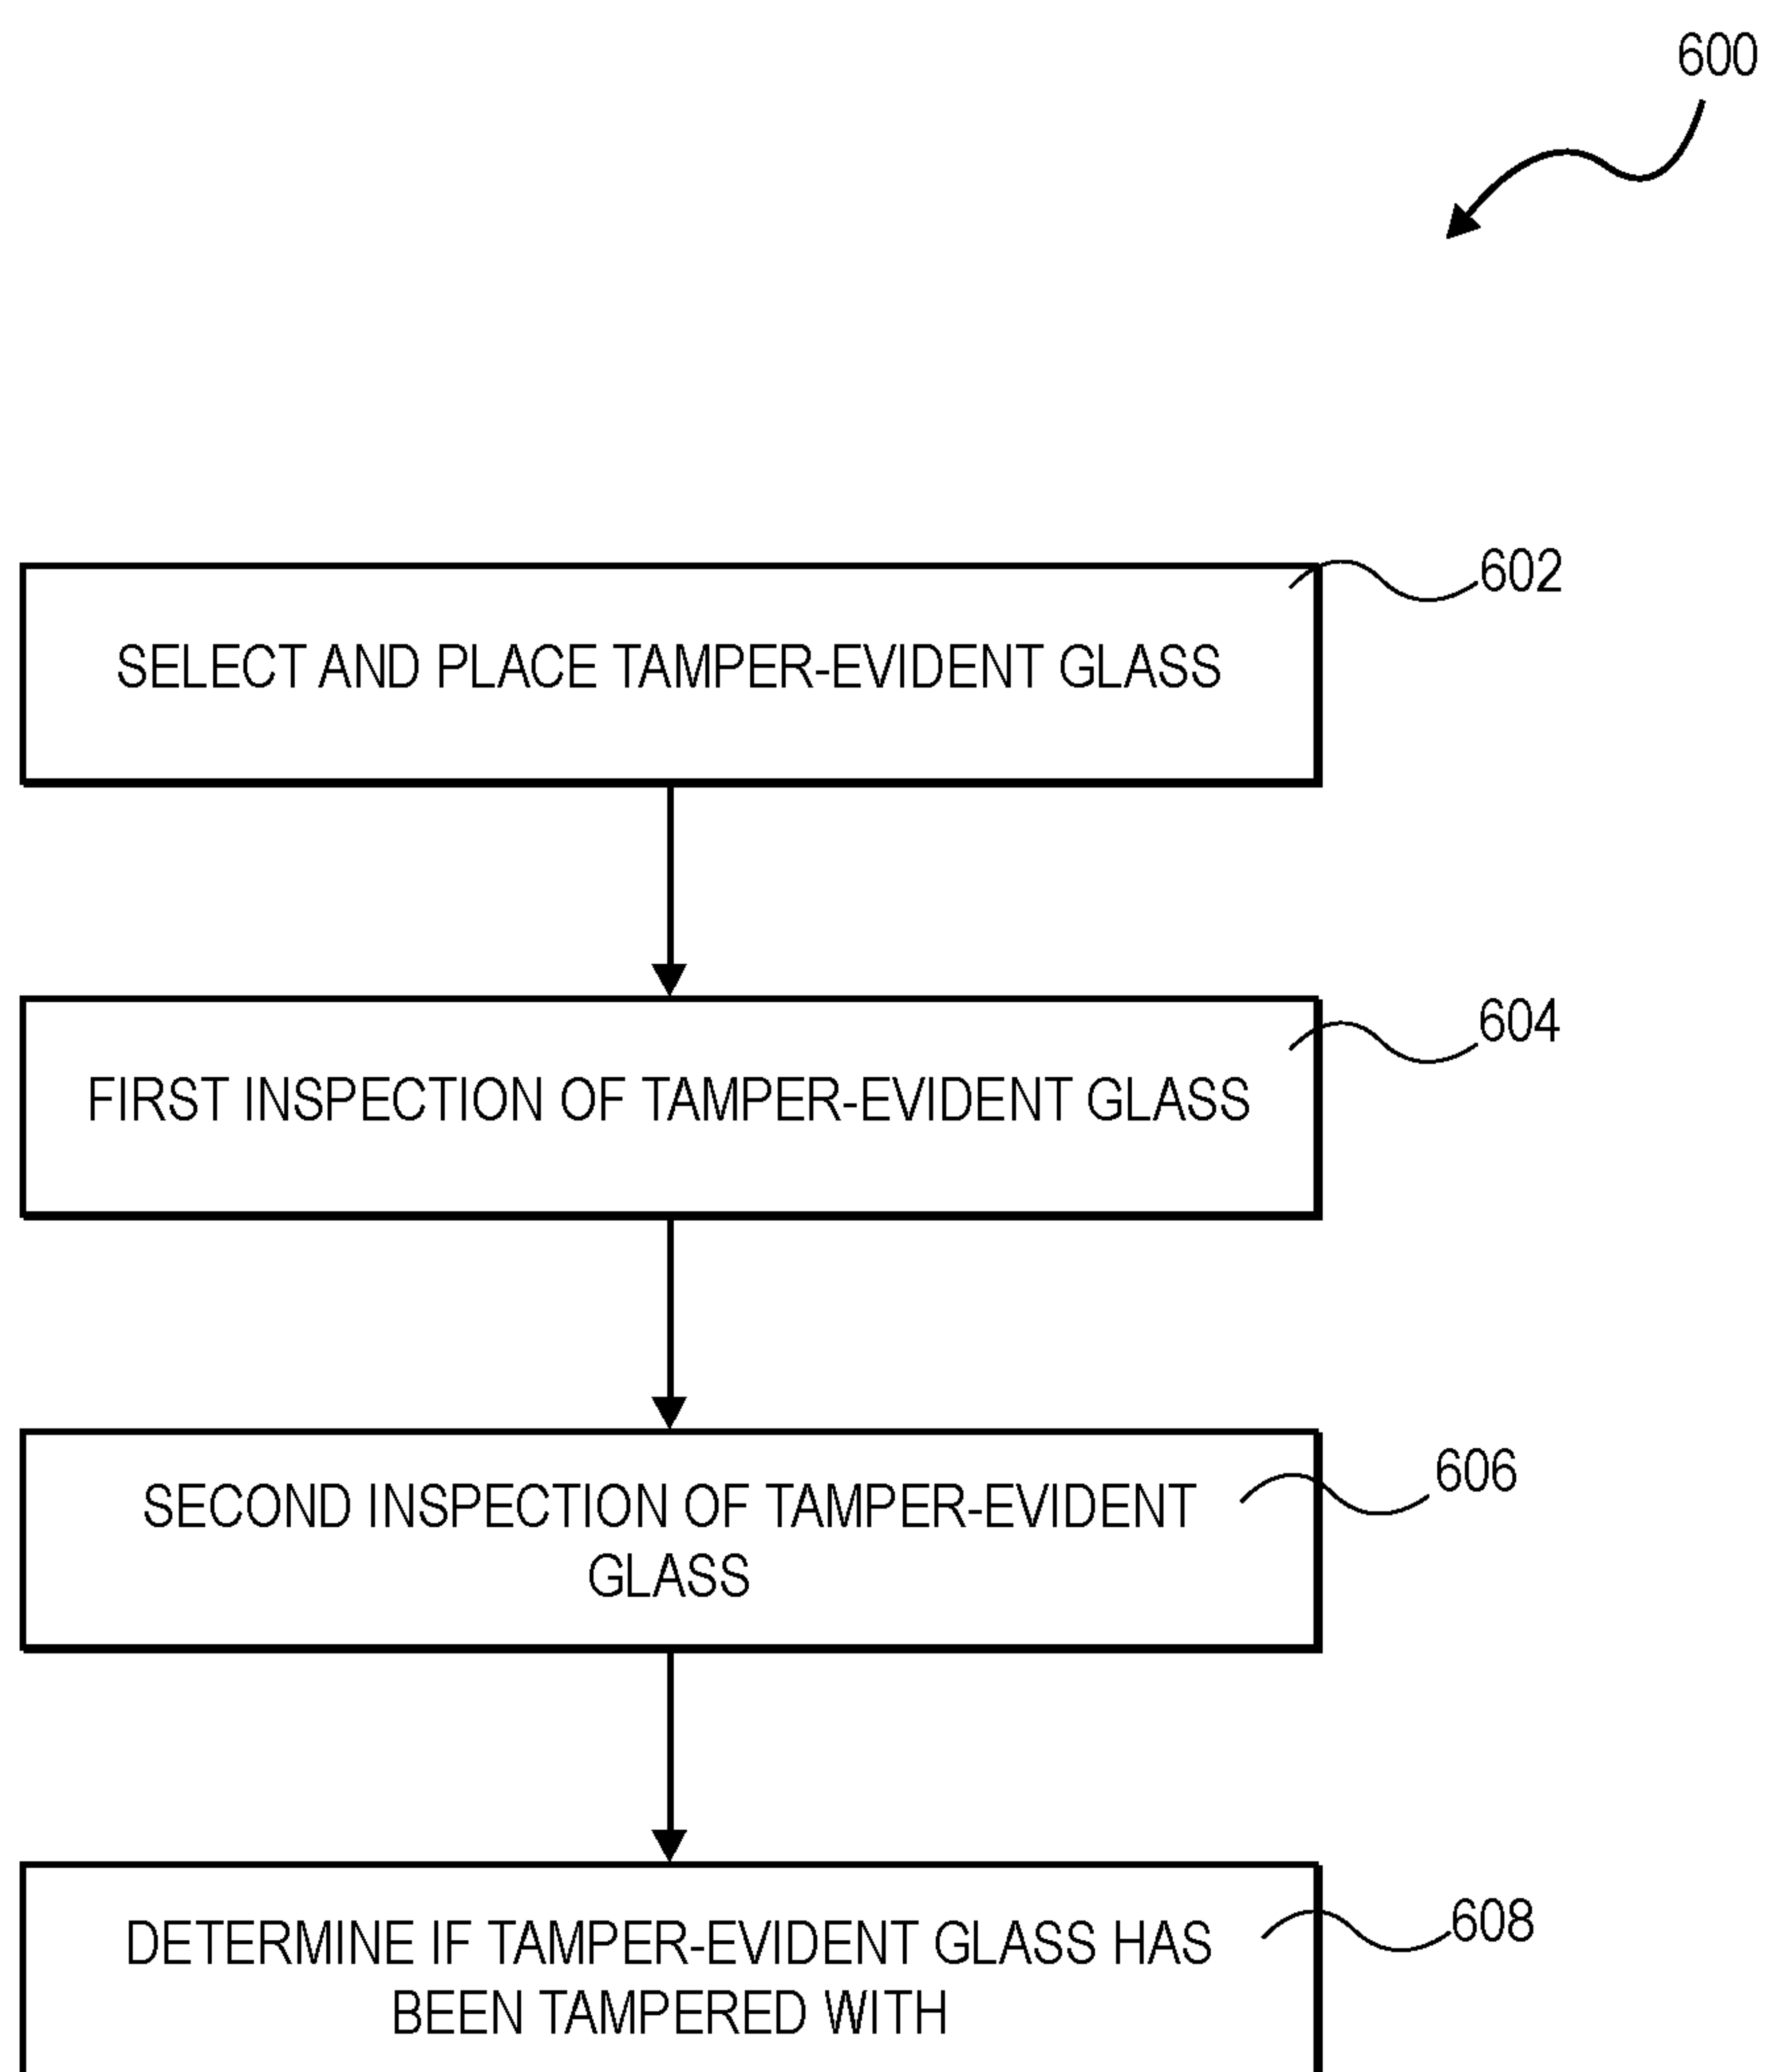 600
602
SELECT AND PLACE TAMPER-EVIDENT GLASS
604
FIRST INSPECTION OF TAMPER-EVIDENT GLASS
606
SECOND INSPECTION OF TAMPER-EVIDENT
GLASS
608
DETERMINE IF TAMPER-EVIDENT GLASS HAS
BEEN TAMPERED WITH